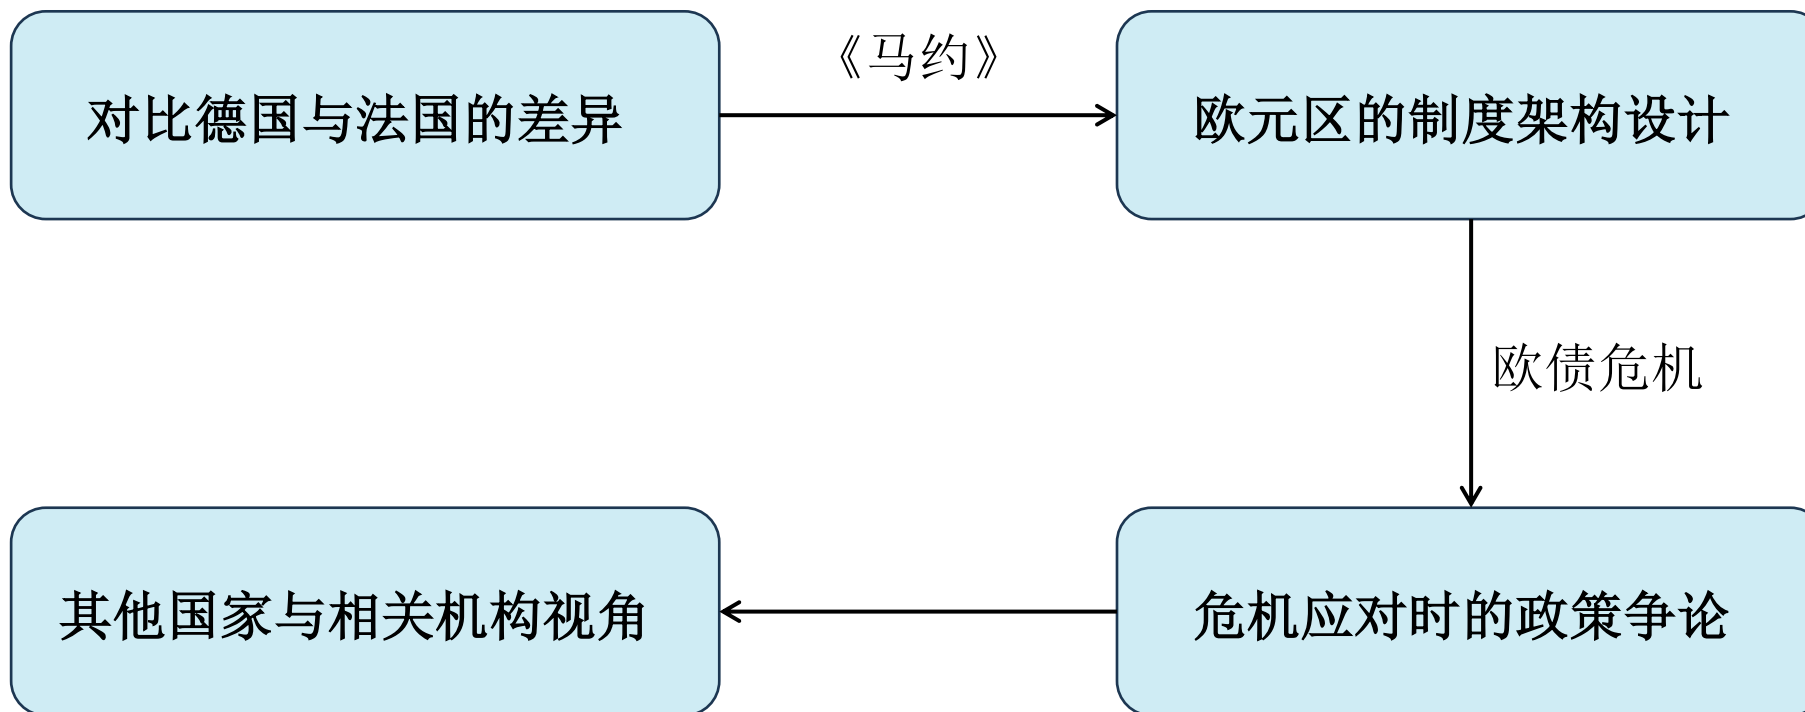 对比德国与法国的差异
《马约》
欧元区的制度架构设计
欧债危机
其他国家与相关机构视角
危机应对时的政策争论